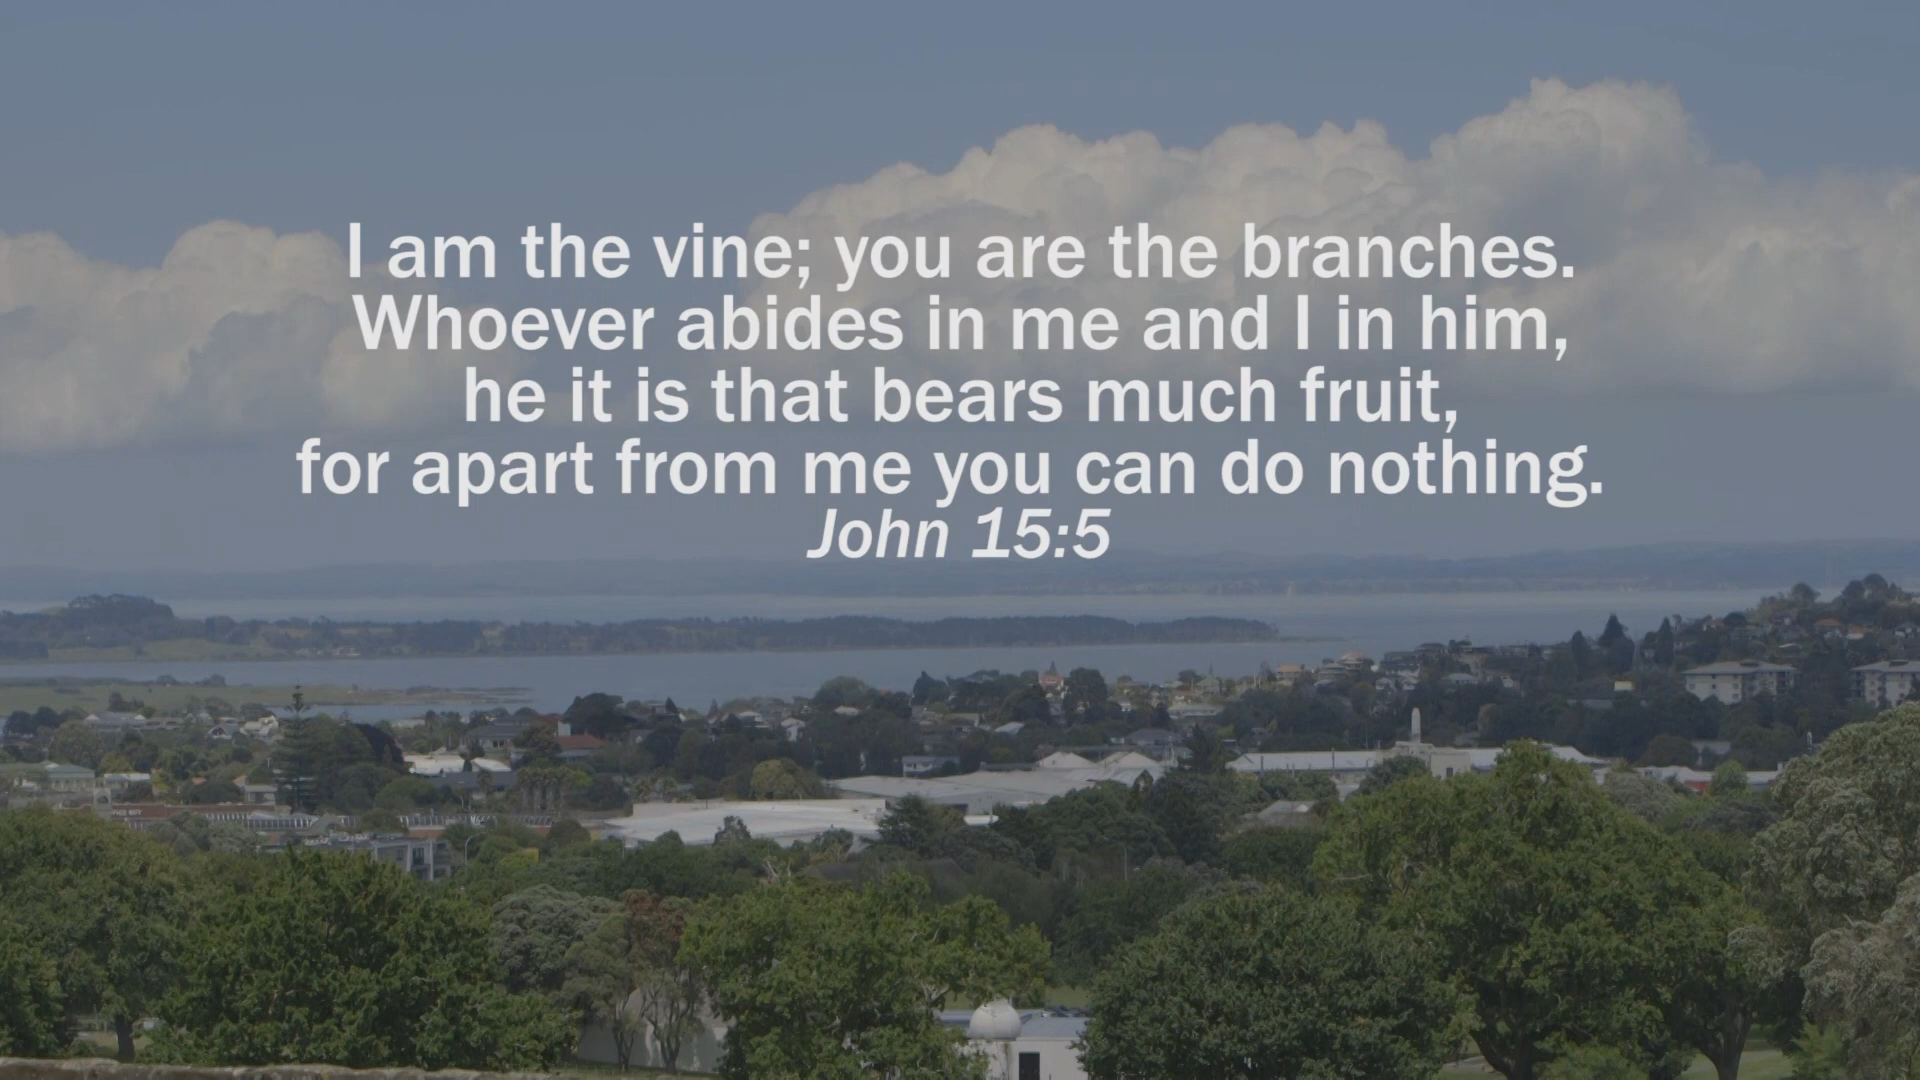 I am the vine; you are the branches.
Whoever abides in me and I in him,
he it is that bears much fruit,
for apart from me you can do nothing.
John 15:5